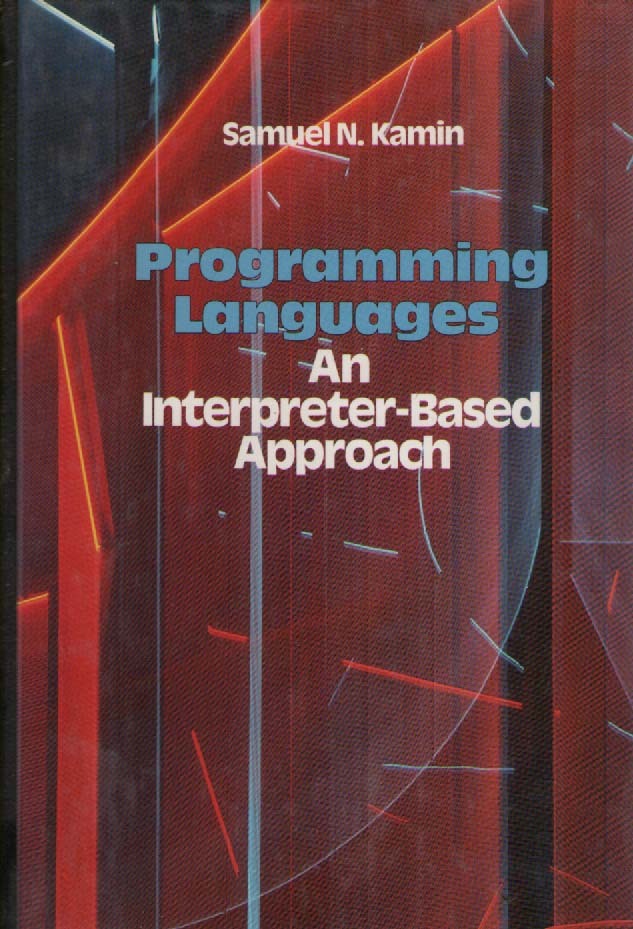 Samuel N. Kamin
Programming
Languages
An
Interpreter-Based
Approach